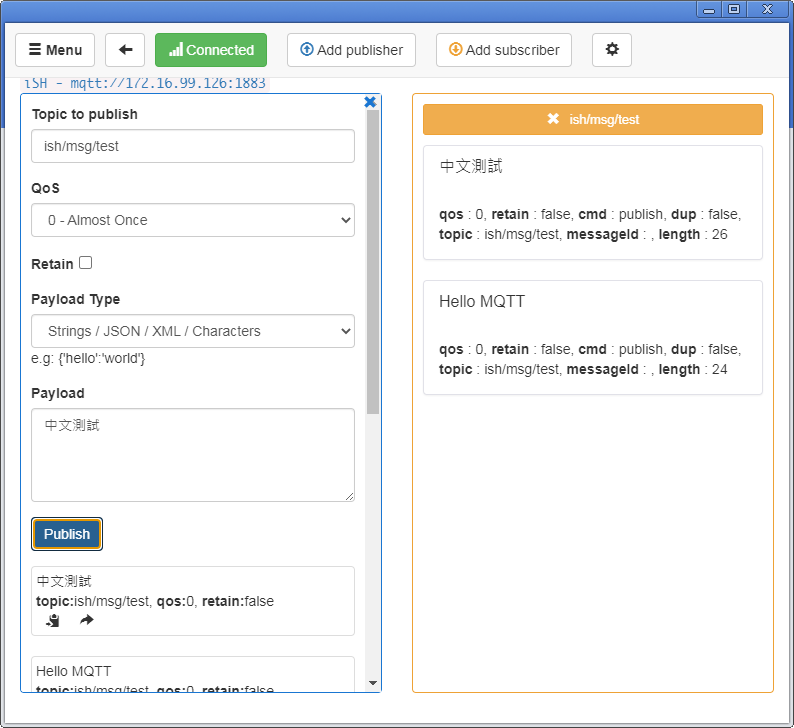 Menu
Connected
Add publisher
Add subscriber
iSH - mqtt://172.16.99.126:1883
Topic to publish
ish/msg/test
QoS
0 - Almost Once
Retain
Payload Type
Strings / JSON / XML / Characters
e.g: {'hello':'world'}
Payload
中文測試
Publish
中文測試
topic:ish/msg/test, qos:0, retain:false
Hello MQTT
topic:ish/msg/test, qos:0, retain:false
ish/msg/test
中文測試
qos : 0, retain : false, cmd : publish, dup : false,
topic : ish/msg/test, messageId : , length : 26
Hello MQTT
qos : 0, retain : false, cmd : publish, dup : false,
topic : ish/msg/test, messageId : , length : 24